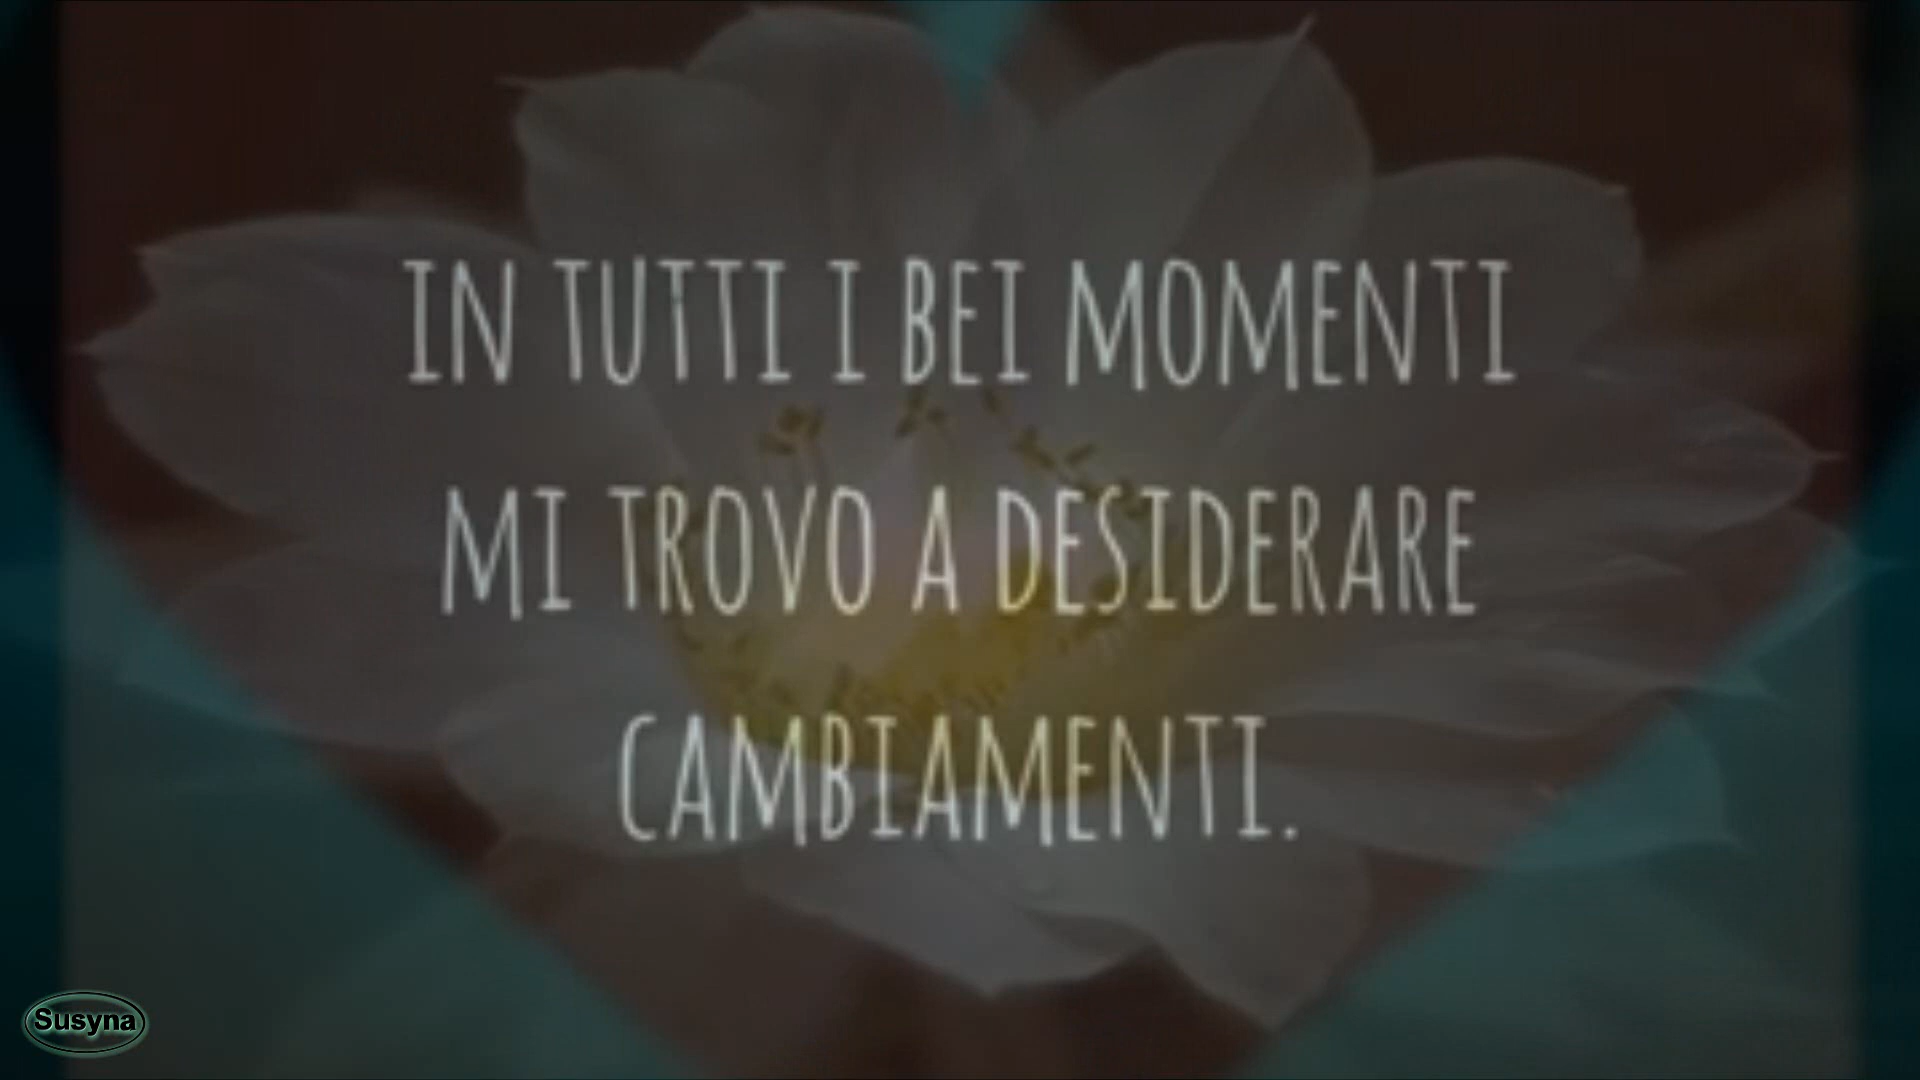 IN TUTTI I BEI MOMENTI
MI TROVO A DESIDERARE
CAMBIAMENTI.
Susyna